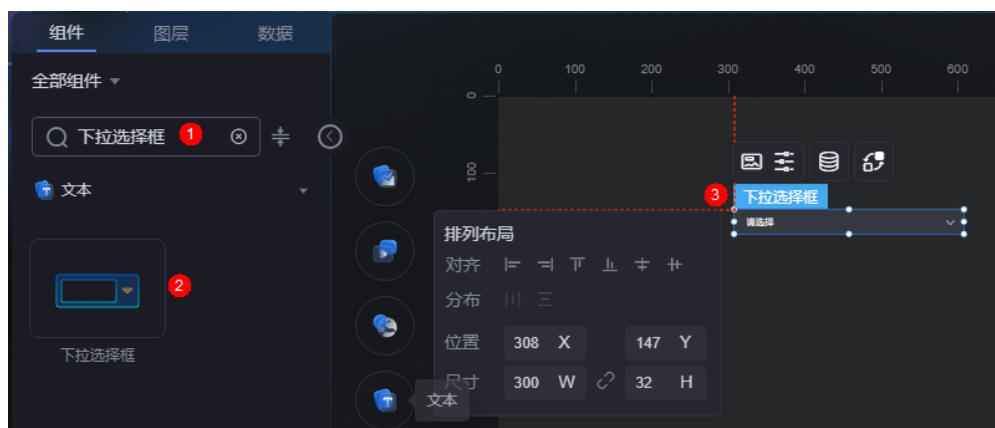 组件 图层 数据
全部组件
下拉选择框 1
文本
2
下拉选择框
0 100 200 300 400 500 600
0
100
3 下拉选择框
请选择
排列布局
对齐
分布
位置 308 X 147 Y
尺寸 300 W 32 H
文本